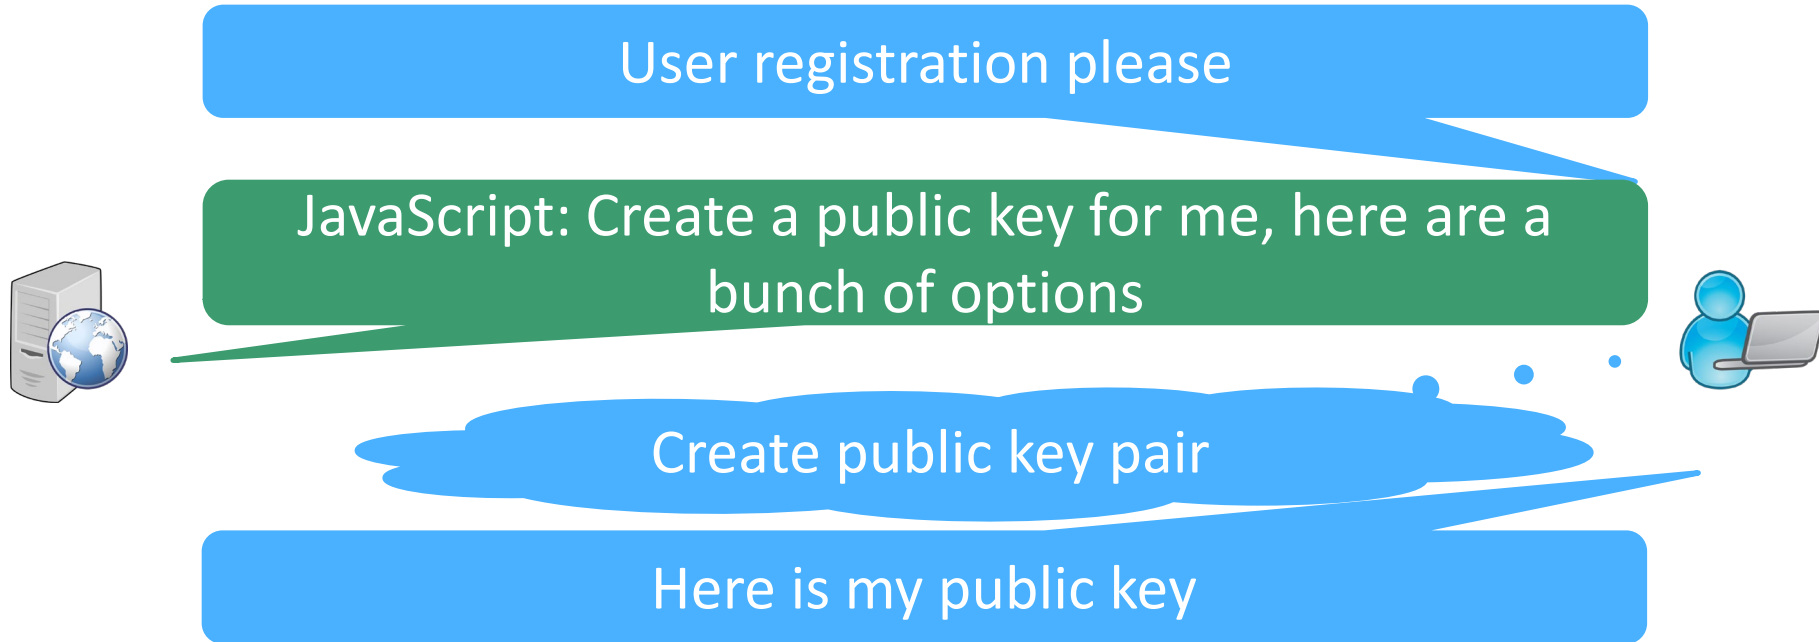 User registration please
JavaScript: Create a public key for me, here are a
bunch of options
Create public key pair
Here is my public key